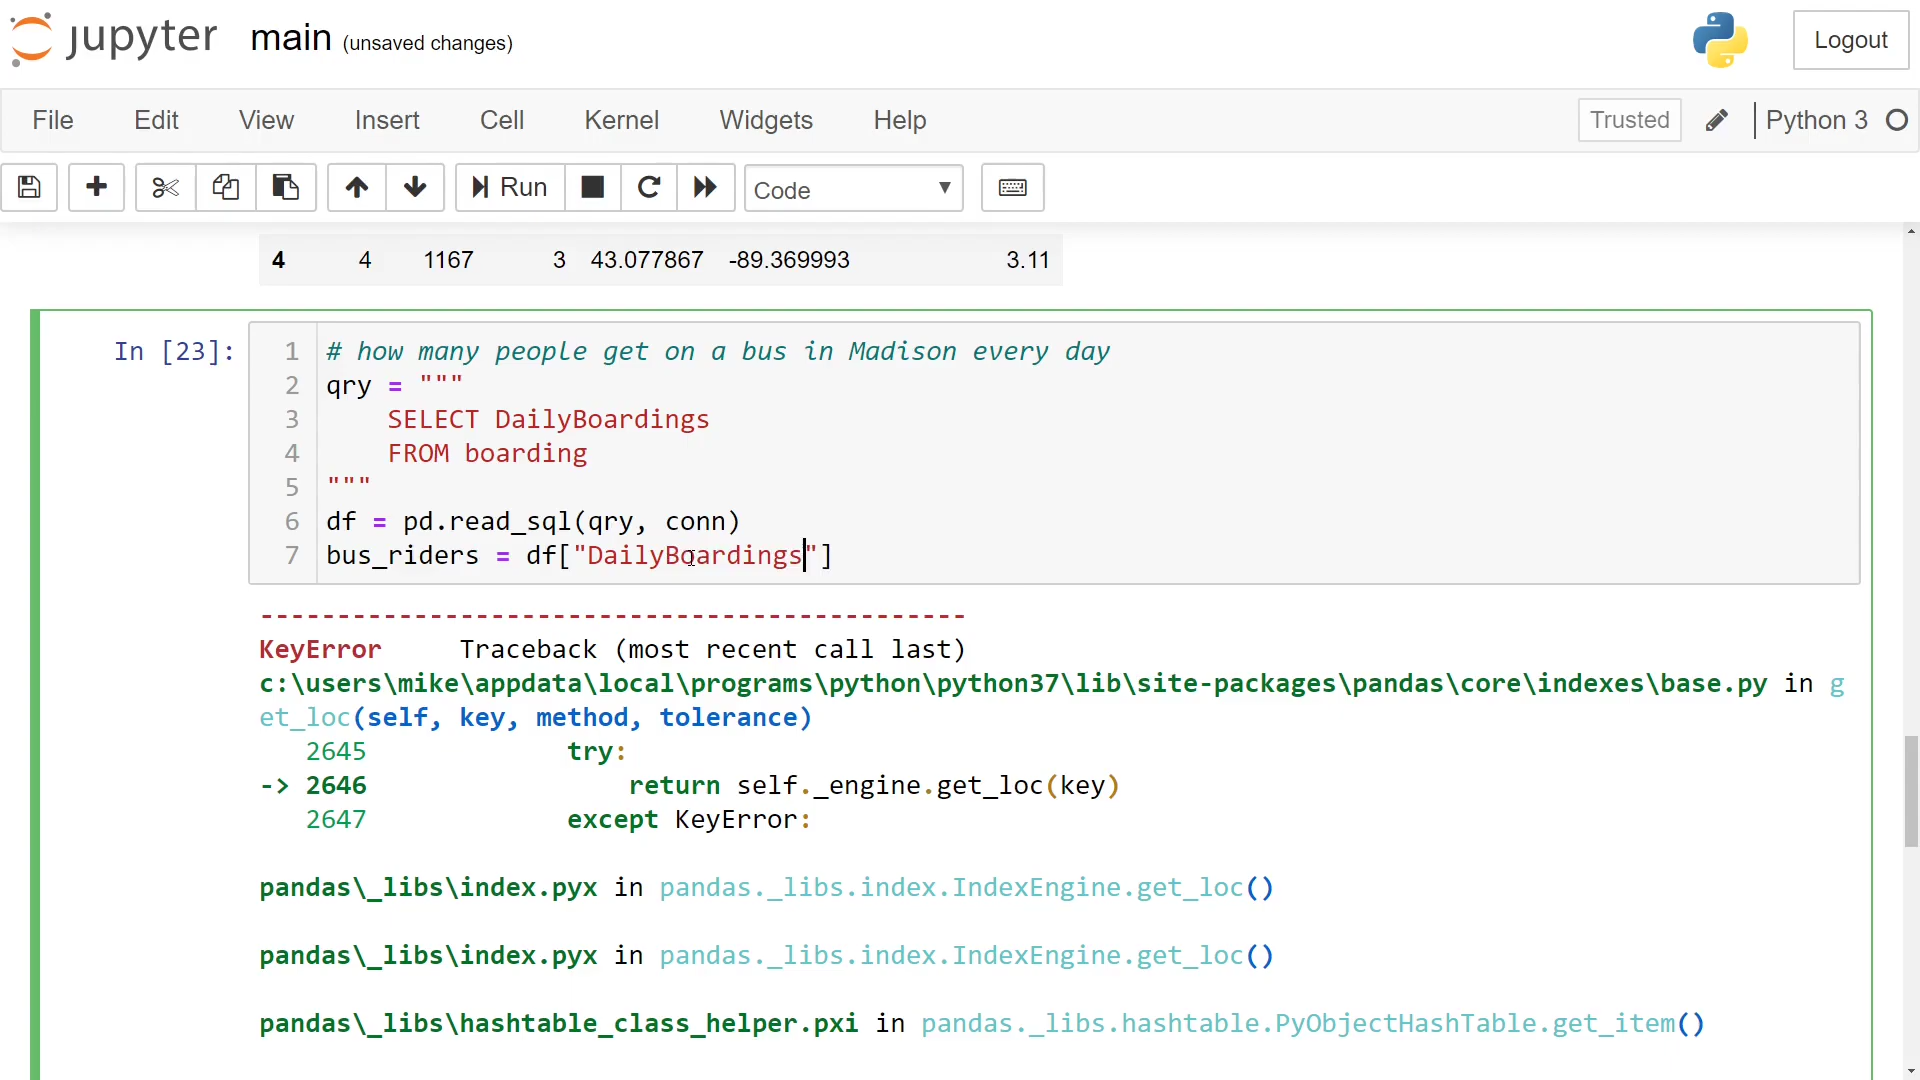 jupyter main (unsaved changes) Logout
File Edit View Insert Cell Kernel Widgets Help Trusted Python 3
Run Code
4 4 1167 3 43.077867 -89.369993 3.11
In [23]:
1 # how many people get on a bus in Madison every day
2 qry = """
3 SELECT DailyBoardings
4 FROM boarding
5 """
6 df = pd.read_sql(qry, conn)
7 bus_riders = df["DailyBoardings"]
----------------------------------------------
KeyError Traceback (most recent call last)
c:\users\mike\appdata\local\programs\python\python37\lib\site-packages\pandas\core\indexes\base.py in g
et_loc(self, key, method, tolerance)
2645 try:
-> 2646 return self._engine.get_loc(key)
2647 except KeyError:
pandas\_libs\index.pyx in pandas._libs.index.IndexEngine.get_loc()
pandas\_libs\index.pyx in pandas._libs.index.IndexEngine.get_loc()
pandas\_libs\hashtable_class_helper.pxi in pandas._libs.hashtable.PyObjectHashTable.get_item()